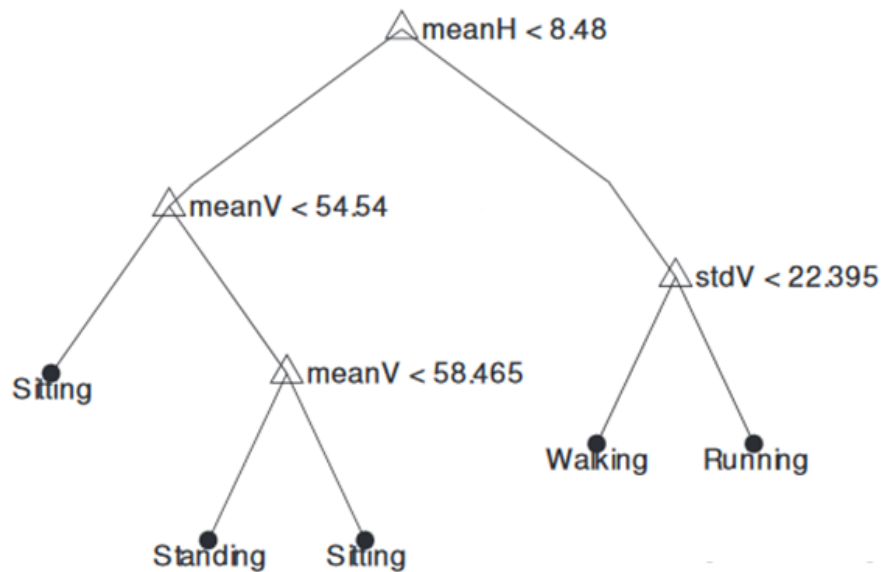 meanH < 8.48
meanV < 54.54
stdV < 22.395
Sitting
meanV < 58.465
Walking
Running
Standing
Sitting